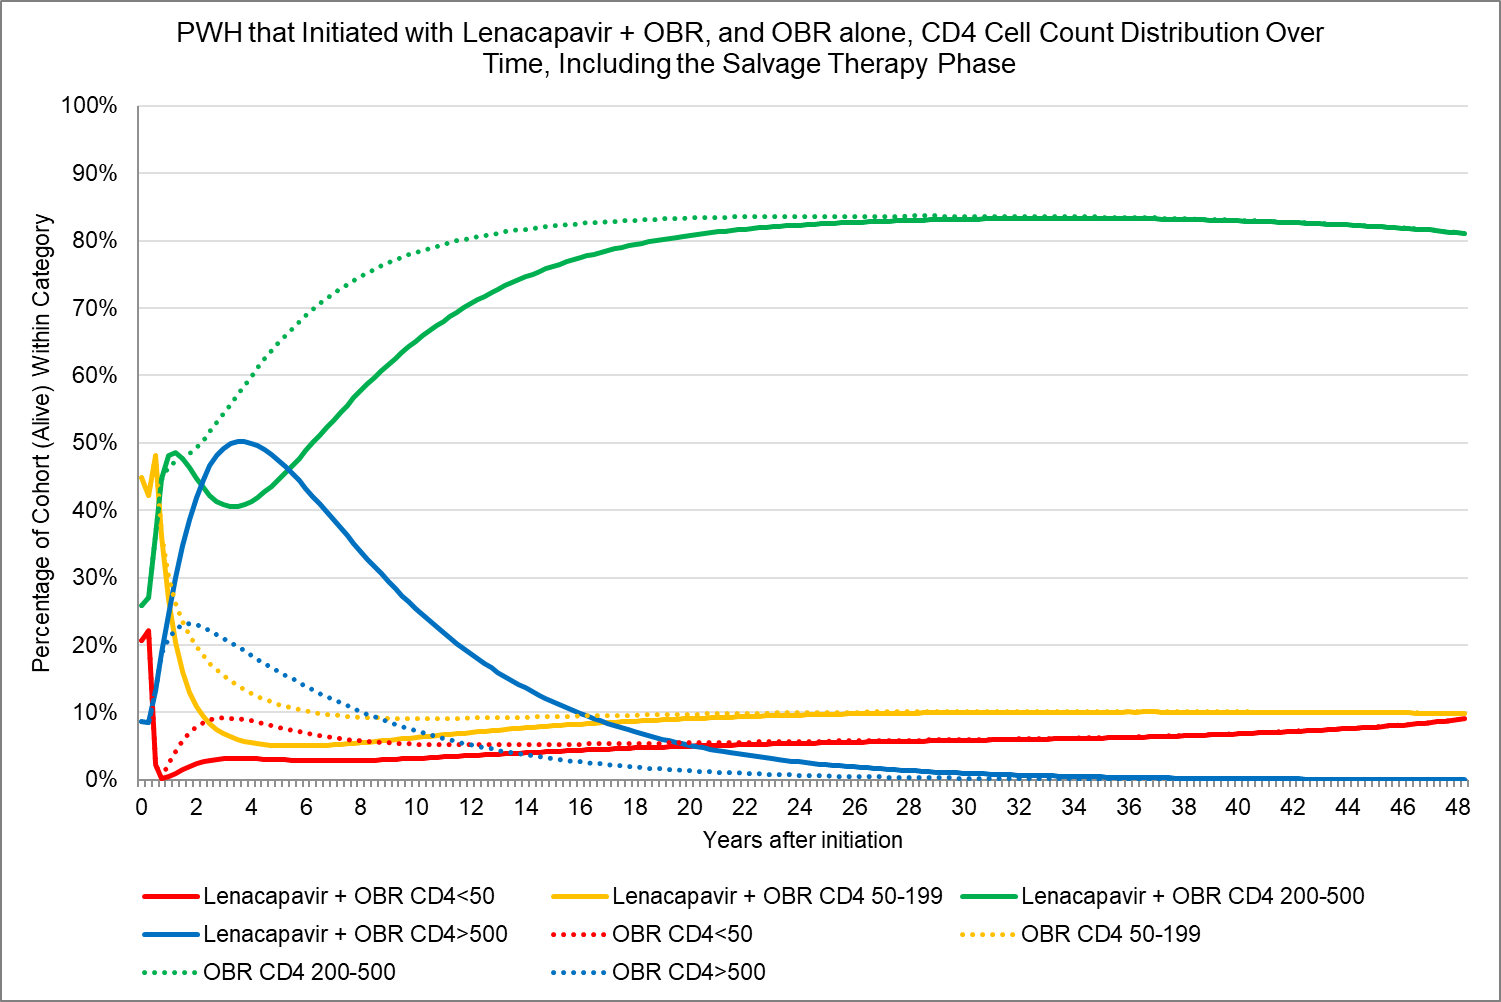 PWH that Initiated with Lenacapavir + OBR, and OBR alone, CD4 Cell Count Distribution Over
Time, Including the Salvage Therapy Phase
Percentage of Cohort (Alive) Within Category
100%
90%
80%
70%
60%
50%
40%
30%
20%
10%
0%
0 2 4 6 8 10 12 14 16 18 20 22 24 26 28 30 32 34 36 38 40 42 44 46 48
Years after initiation
Lenacapavir + OBR CD4<50 Lenacapavir + OBR CD4 50-199 Lenacapavir + OBR CD4 200-500
Lenacapavir + OBR CD4>500 OBR CD4<50 OBR CD4 50-199
OBR CD4 200-500 OBR CD4>500